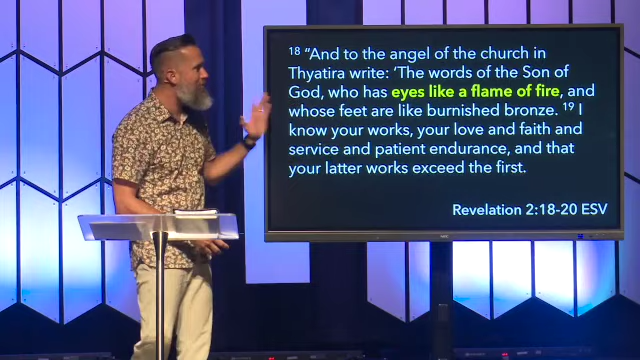 18 “And to the angel of the church in
Thyatira write: ‘The words of the Son of
God, who has eyes like a flame of fire, and
whose feet are like burnished bronze. 19 I
know your works, your love and faith and
service and patient endurance, and that
your latter works exceed the first.
Revelation 2:18-20 ESV
NEC